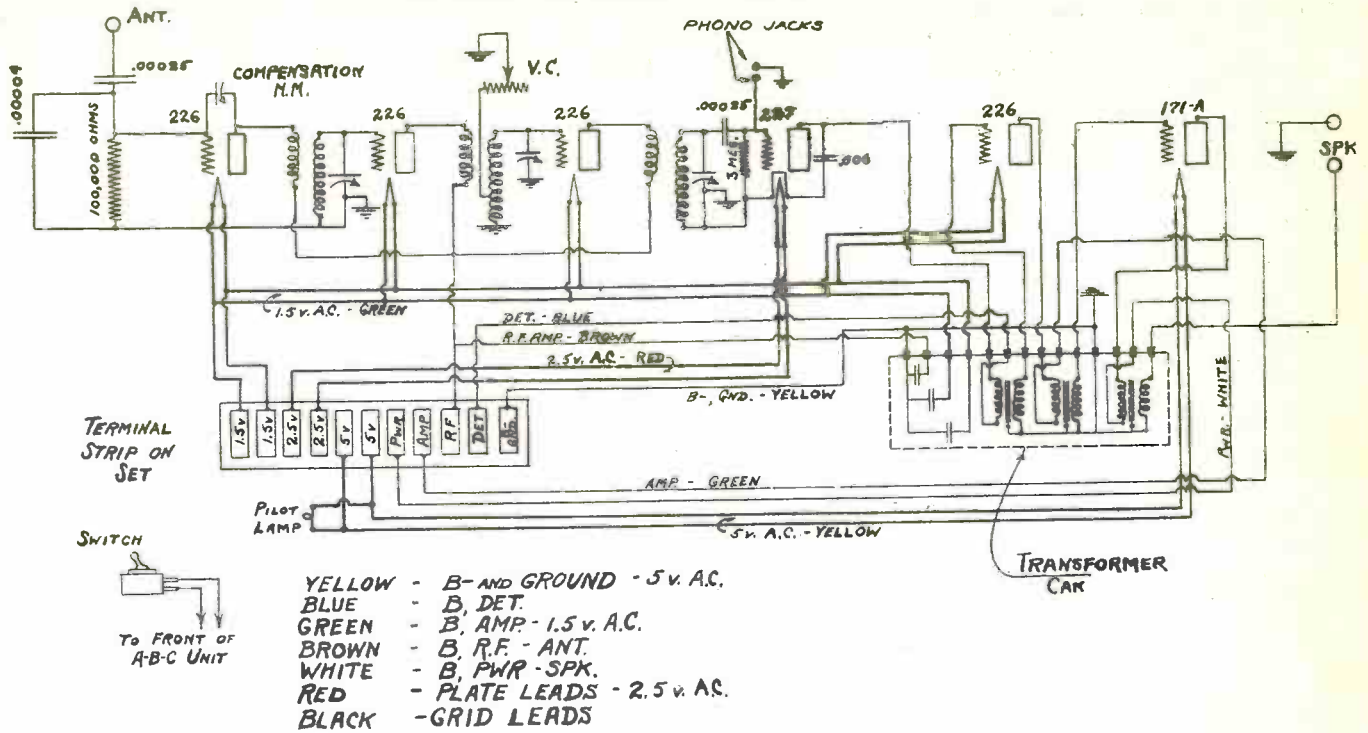 ANT.
.00025
.00004
100,000 OHMS
COMPENSATION
N.M.
226
226
V.C.
226
PHONO JACKS
.00025
3 MEG.
227
.006
226
171-A
SPK
1.5 V. A.C. - GREEN
DET. - BLUE
R.F. AMP. - BROWN
2.5 V. A.C. - RED
B-, GND. - YELLOW
PWR. - WHITE
TERMINAL
STRIP ON
SET
1.5 V
1.5 V
2.5 V
2.5 V
5 V
5 V
PWR
AMP
RF
DET
B-
GND.
AMP. - GREEN
PILOT
LAMP
5 V. A.C. - YELLOW
TRANSFORMER
CAN
SWITCH
TO FRONT OF
A-B-C UNIT
YELLOW - B- AND GROUND - 5 V. A.C.
BLUE - B, DET.
GREEN - B, AMP. - 1.5 V. A.C.
BROWN - B, R.F. - ANT.
WHITE - B, PWR - SPK.
RED - PLATE LEADS - 2.5 V. A.C.
BLACK - GRID LEADS